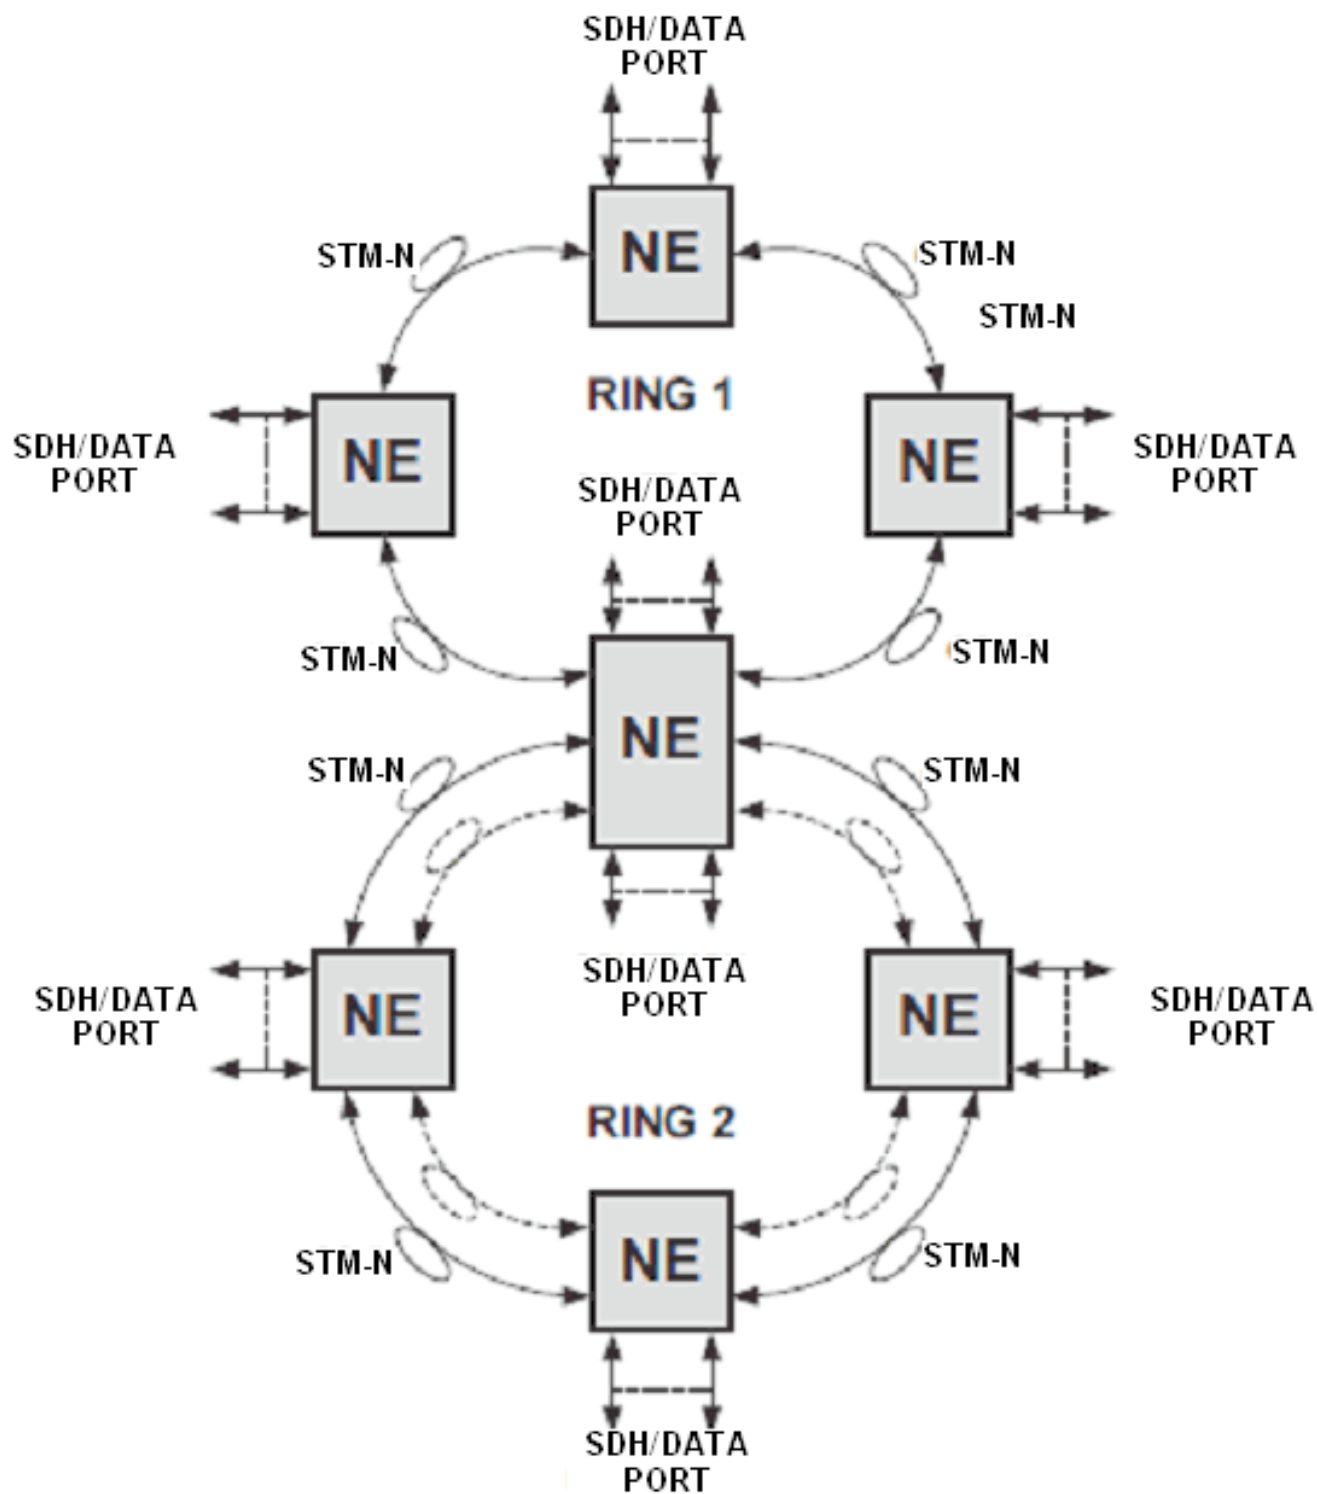 SDH/DATA
PORT
NE
STM-N
STM-N
STM-N
RING 1
NE
NE
SDH/DATA
PORT
SDH/DATA
PORT
SDH/DATA
PORT
STM-N
STM-N
NE
STM-N
STM-N
SDH/DATA
PORT
NE
NE
SDH/DATA
PORT
SDH/DATA
PORT
RING 2
NE
STM-N
STM-N
SDH/DATA
PORT